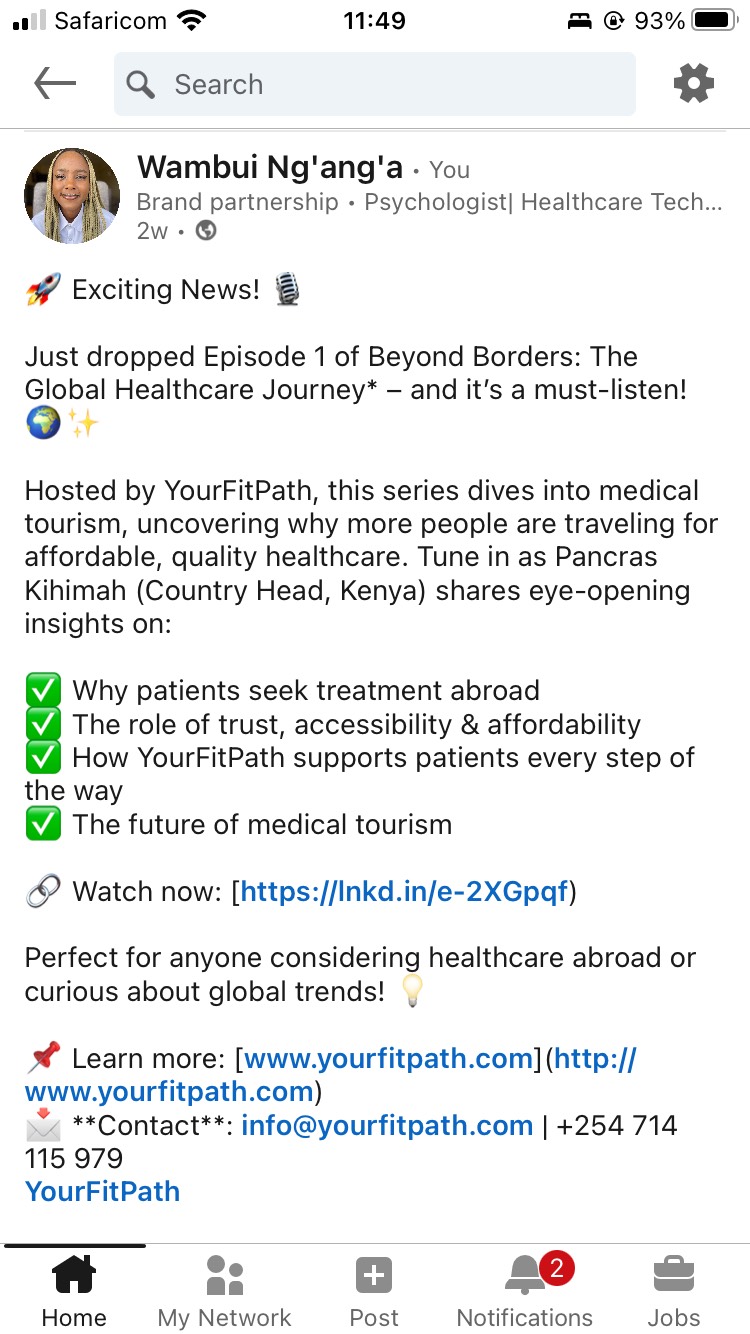 Safaricom 11:49 93%
Search
Wambui Ng'ang'a • You
Brand partnership • Psychologist| Healthcare Tech...
2w •
🚀 Exciting News! 🎙️
Just dropped Episode 1 of Beyond Borders: The
Global Healthcare Journey* – and it’s a must-listen!
🌍✨
Hosted by YourFitPath, this series dives into medical
tourism, uncovering why more people are traveling for
affordable, quality healthcare. Tune in as Pancras
Kihimah (Country Head, Kenya) shares eye-opening
insights on:
✅ Why patients seek treatment abroad
✅ The role of trust, accessibility & affordability
✅ How YourFitPath supports patients every step of
the way
✅ The future of medical tourism
🔗 Watch now: [https://lnkd.in/e-2XGpqf)
Perfect for anyone considering healthcare abroad or
curious about global trends! 💡
📌 Learn more: [www.yourfitpath.com](http://
www.yourfitpath.com)
📩 **Contact**: info@yourfitpath.com | +254 714
115 979
YourFitPath
2
Home My Network Post Notifications Jobs